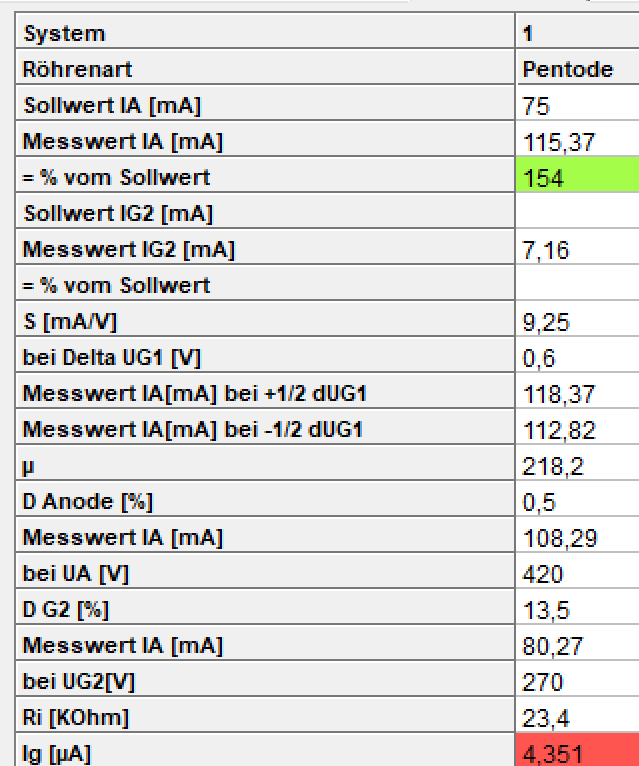 System 1
Röhrenart Pentode
Sollwert IA [mA] 75
Messwert IA [mA] 115,37
= % vom Sollwert 154
Sollwert IG2 [mA]
Messwert IG2 [mA] 7,16
= % vom Sollwert
S [mA/V] 9,25
bei Delta UG1 [V] 0,6
Messwert IA[mA] bei +1/2 dUG1 118,37
Messwert IA[mA] bei -1/2 dUG1 112,82
µ 218,2
D Anode [%] 0,5
Messwert IA [mA] 108,29
bei UA [V] 420
D G2 [%] 13,5
Messwert IA [mA] 80,27
bei UG2[V] 270
Ri [KOhm] 23,4
Ig [µA] 4,351